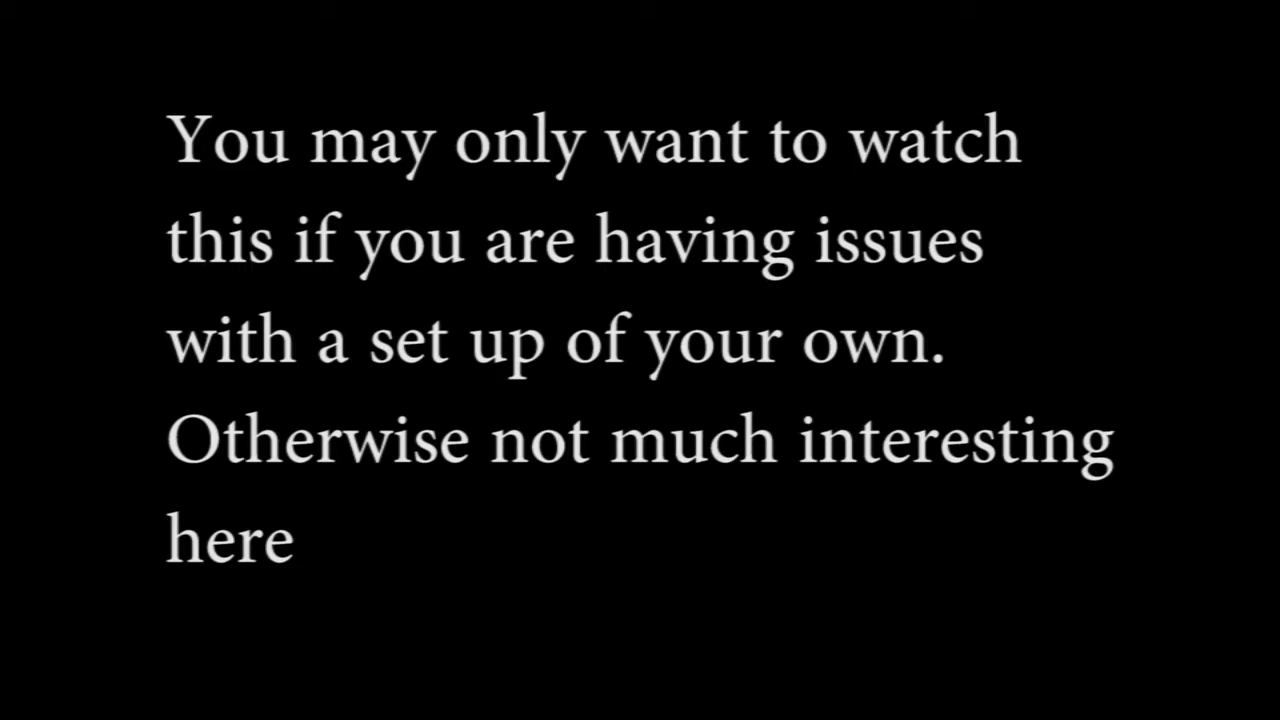 You may only want to watch
this if you are having issues
with a set up of your own.
Otherwise not much interesting
here